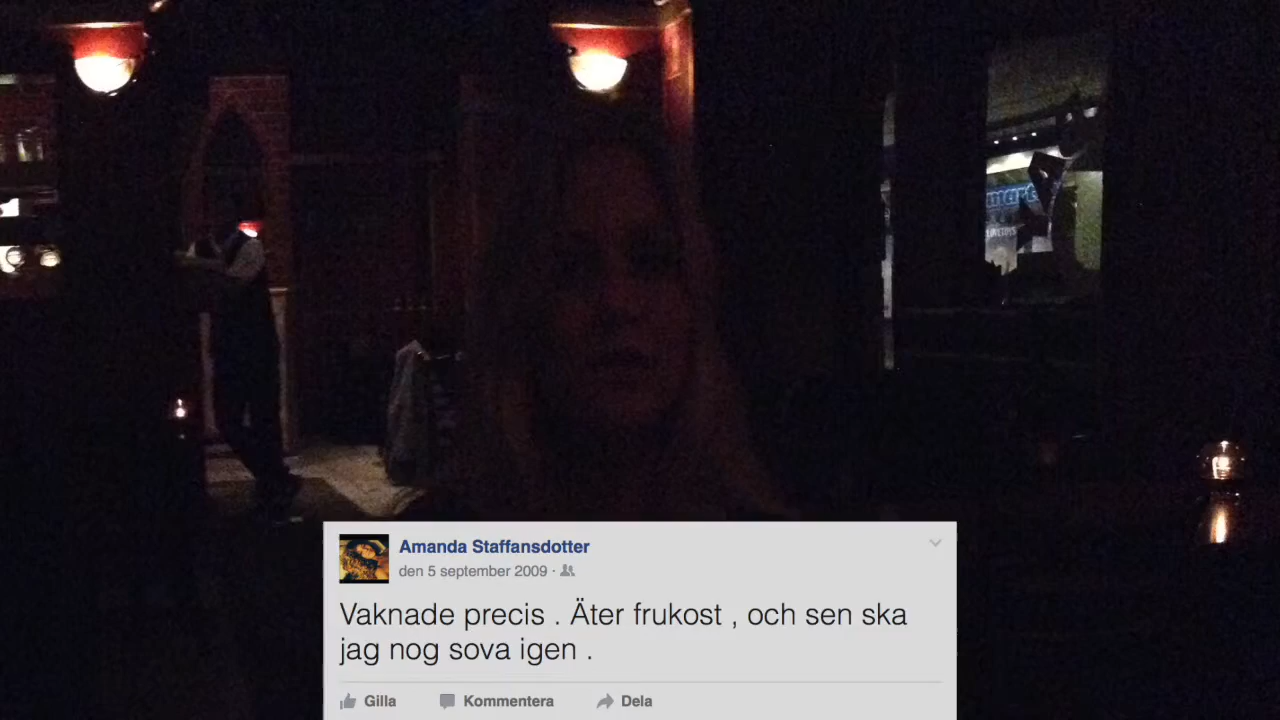 Amanda Staffansdotter
den 5 september 2009 ·
Vaknade precis . Äter frukost , och sen ska
jag nog sova igen .
Gilla Kommentera Dela